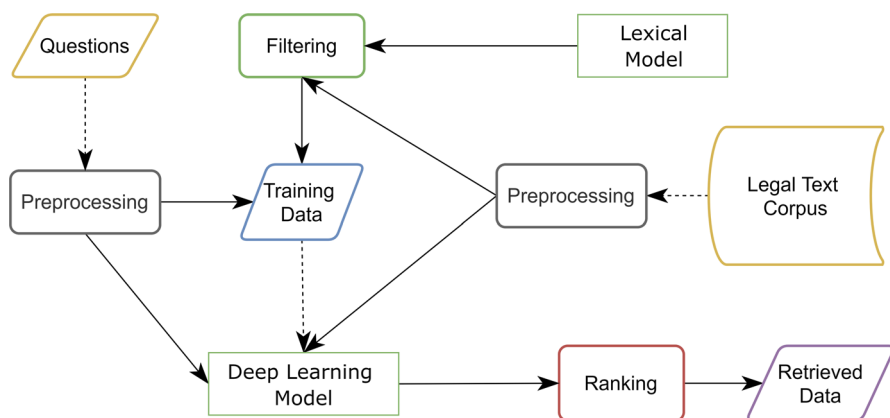 Questions
Filtering
Lexical
Model
Preprocessing
Training
Data
Preprocessing
Legal Text
Corpus
Deep Learning
Model
Ranking
Retrieved
Data